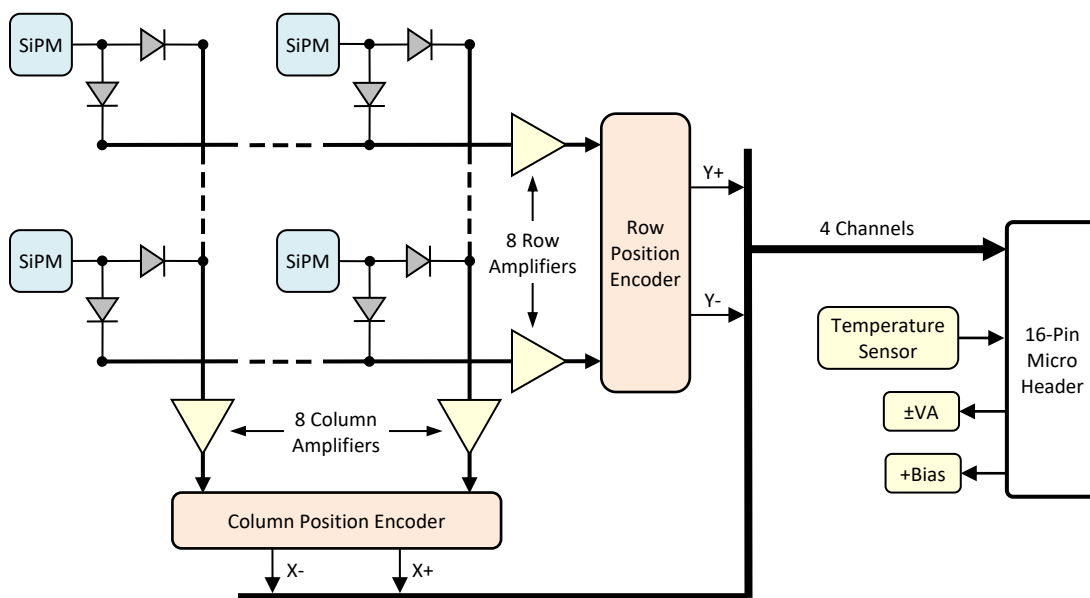 SiPM
SiPM
Y+
4 Channels
8 Row
Amplifiers
Row
Position
Encoder
SiPM
SiPM
Y-
Temperature
Sensor
16-Pin
Micro
Header
±VA
8 Column
Amplifiers
+Bias
Column Position Encoder
X-
X+